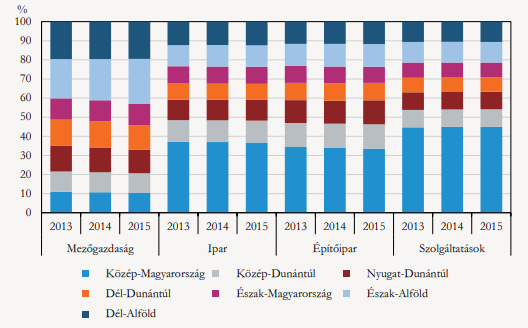 %
100
90
80
70
60
50
40
30
20
10
0
2013 2014 2015 2013 2014 2015 2013 2014 2015 2013 2014 2015
Mezőgazdaság Ipar Építőipar Szolgáltatások
Közép-Magyarország Közép-Dunántúl Nyugat-Dunántúl
Dél-Dunántúl Észak-Magyarország Észak-Alföld
Dél-Alföld